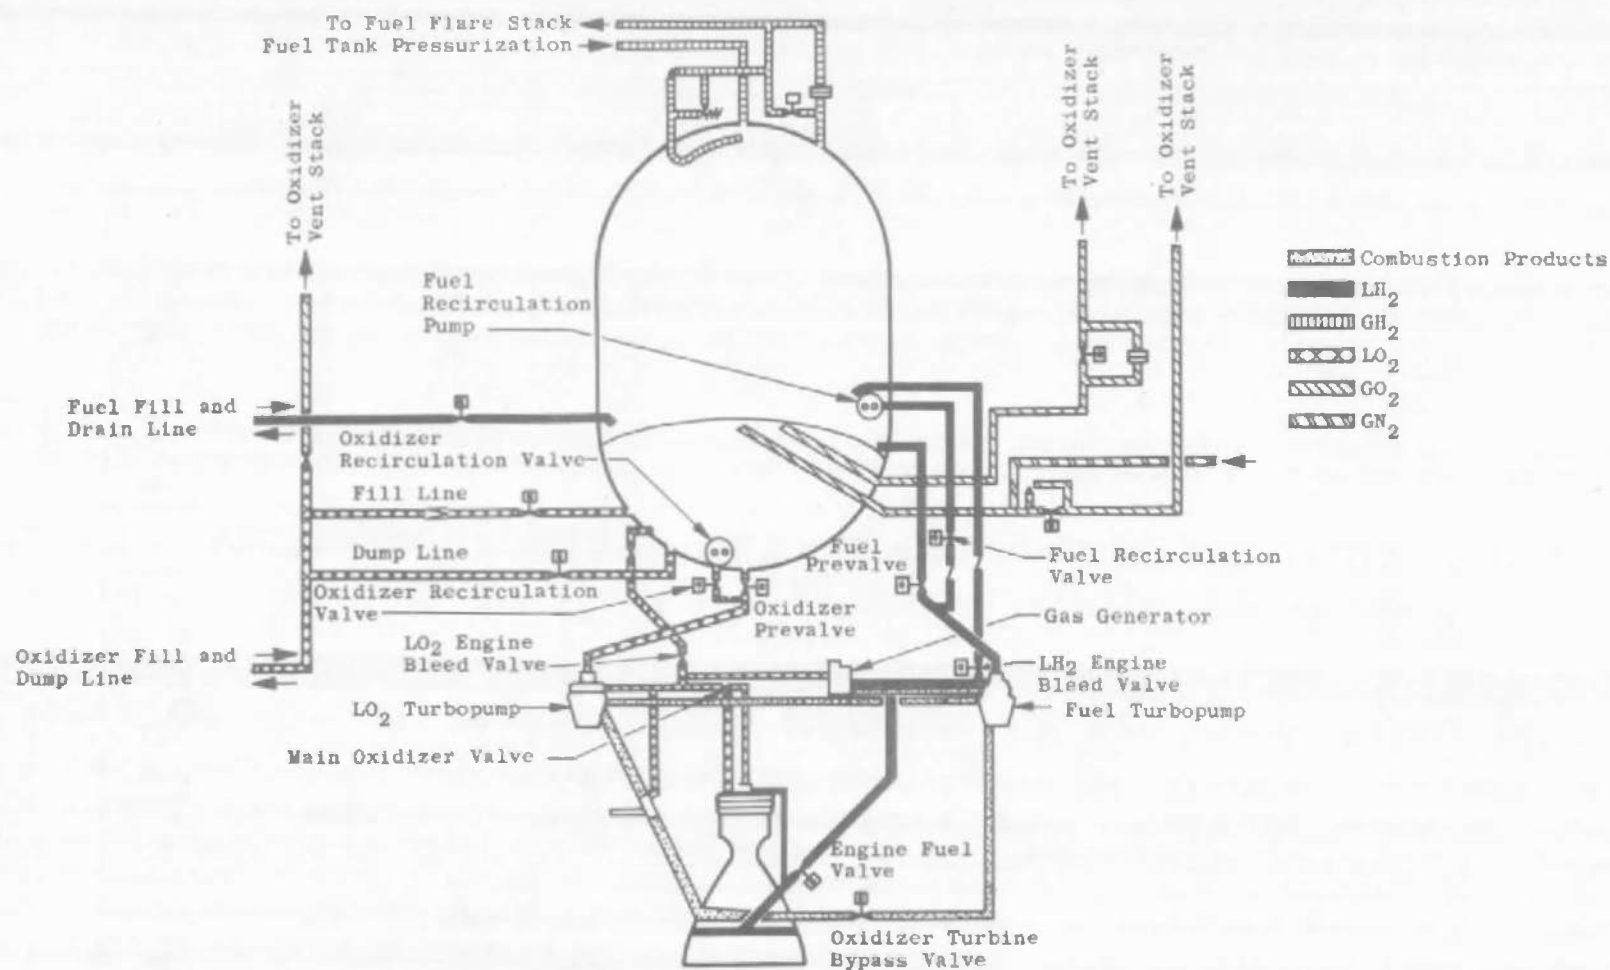 To Fuel Flare Stack
Fuel Tank Pressurization
To Oxidizer
Vent Stack
To Oxidizer
Vent Stack
To Oxidizer
Vent Stack
Fuel
Recirculation
Pump
Combustion Products
LH2
GH2
LO2
GO2
GN2
Fuel Fill and
Drain Line
Oxidizer
Recirculation Valve
Fill Line
Dump Line
Oxidizer Recirculation
Valve
Fuel
Prevalve
Fuel Recirculation
Valve
Oxidizer
Prevalve
Gas Generator
Oxidizer Fill and
Dump Line
LO2 Engine
Bleed Valve
LH2 Engine
Bleed Valve
LO2 Turbopump
Fuel Turbopump
Main Oxidizer Valve
Engine Fuel
Valve
Oxidizer Turbine
Bypass Valve